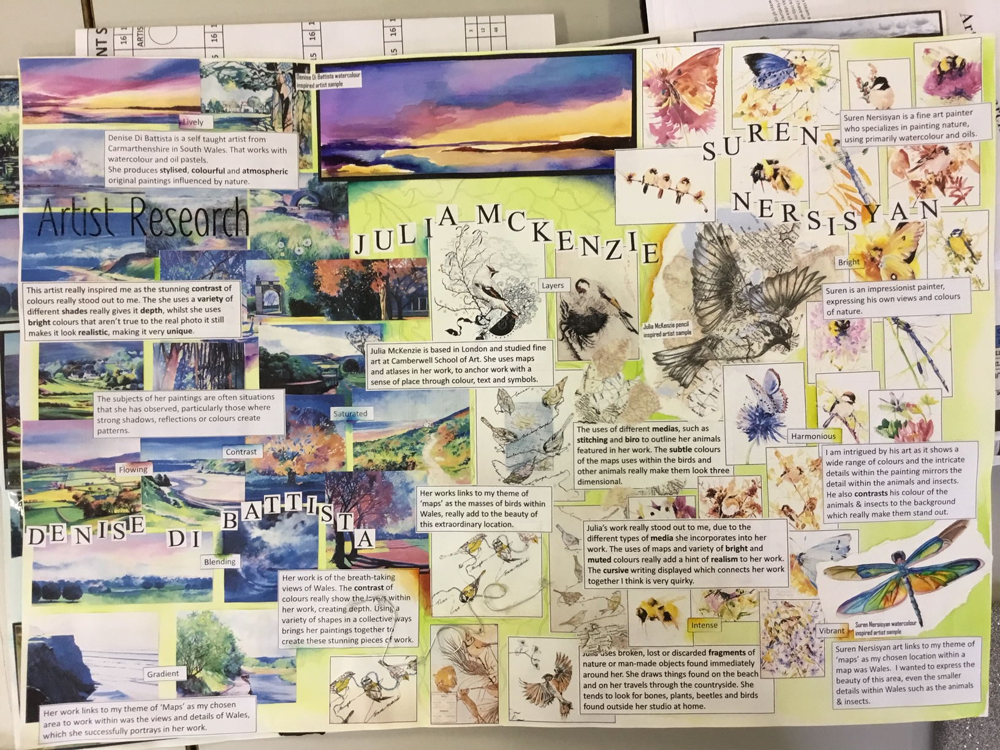 NTS
16
ARTIS
16
16
16
15
15
3
12
48
Denise Di Battista watercolour
inspired artist sample
Lively
Denise Di Battista is a self taught artist from
Carmarthenshire in South Wales. That works with
watercolour and oil pastels.
She produces stylised, colourful and atmospheric
original paintings influenced by nature.
Artist Research
This artist really inspired me as the stunning contrast of
colours really stood out to me. The she uses a variety of
different shades really gives it depth, whilst she uses
bright colours that aren't true to the real photo it still
makes it look realistic, making it very unique.
The subjects of her paintings are often situations
that she has observed, particularly those where
strong shadows, reflections or colours create
patterns.
Saturated
Contrast
Flowing
DENISE DI BATTISTA
Blending
Her work is of the breath-taking
views of Wales. The contrast of
colours really show the layers within
her work, creating depth. Using a
variety of shapes in a collective ways
brings her paintings together to
create these stunning pieces of work.
Gradient
Her work links to my theme of 'Maps' as my chosen
area to work within was the views and details of Wales,
which she successfully portrays in her work.
JULIA MCKENZIE
Layers
Julia McKenzie pencil
inspired artist sample
Julia McKenzie is based in London and studied fine
art at Camberwell School of Art. She uses maps
and atlases in her work, to anchor work with a
sense of place through colour, text and symbols.
The uses of different medias, such as
stitching and biro to outline her animals
featured in her work. The subtle colours
of the maps uses within the birds and
other animals really make them look three
dimensional.
Her works links to my theme of
'maps' as the masses of birds within
Wales, really add to the beauty of
this extraordinary location.
Julia's work really stood out to me, due to the
different types of media she incorporates into her
work. The uses of maps and variety of bright and
muted colours really add a hint of realism to her work.
The cursive writing displayed which connects her work
together I think is very quirky.
Julia uses broken, lost or discarded fragments of
nature or man-made objects found immediately
around her. She draws things found on the beach
and on her travels through the countryside. She
tends to look for bones, plants, beetles and birds
found outside her studio at home.
SUREN
NERSISYAN
Suren Nersisyan is a fine art painter
who specializes in painting nature,
using primarily watercolour and oils.
Bright
Suren is an impressionist painter,
expressing his own views and colours
of nature.
Harmonious
I am intrigued by his art as it shows a
wide range of colours and the intricate
details within the painting mirrors the
detail within the animals and insects.
He also contrasts his colour of the
animals & insects to the background
which really make them stand out.
Intense
Vibrant
Suren Nersisyan watercolour
inspired artist sample
Suren Nersisyan art links to my theme of
'maps' as my chosen location within a
map was Wales. I wanted to express the
beauty of this area, even the smaller
details within Wales such as the animals
& insects.